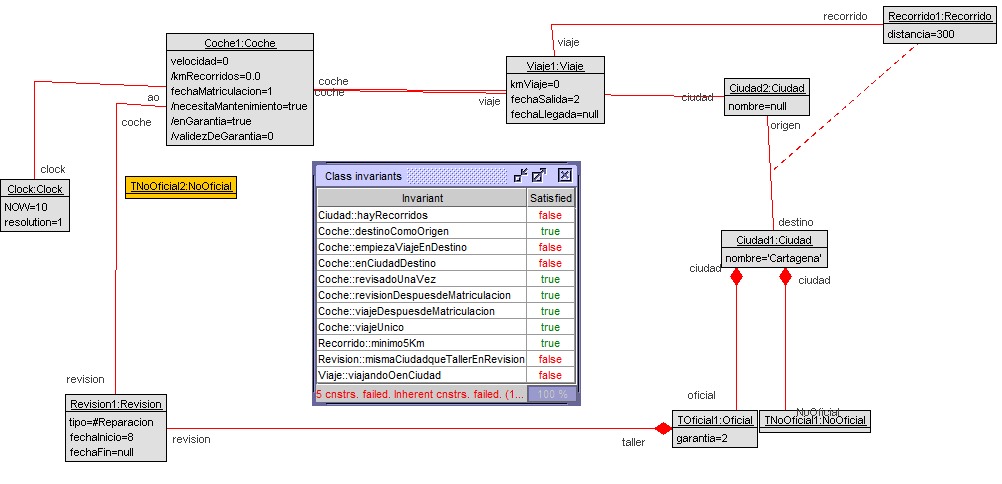 recorrido
Recorrido1:Recorrido
distancia=300
Coche1:Coche
velocidad=0
/kmRecorridos=0.0
fechaMatriculacion=1
/necesitaMantenimiento=true
/enGarantia=true
/validezDeGarantia=0
viaje
Viaje1:Viaje
kmViaje=0
fechaSalida=2
fechaLlegada=null
coche
coche
viaje
ciudad
Ciudad2:Ciudad
nombre=null
origen
ao
coche
clock
Clock:Clock
NOW=10
resolution=1
TNoOficial2:NoOficial
Class invariants
Invariant Satisfied
Ciudad::hayRecorridos false
Coche::destinoComoOrigen true
Coche::empiezaViajeEnDestino false
Coche::enCiudadDestino false
Coche::revisadoUnaVez true
Coche::revisionDespuesdeMatriculacion true
Coche::viajeDespuesdeMatriculacion true
Coche::viajeUnico true
Recorrido::minimo5Km true
Revision::mismaCiudadqueTallerEnRevision false
Viaje::viajandoOenCiudad false
5 cnstrs. failed. Inherent cnstrs. failed. (1... 100 %
destino
Ciudad1:Ciudad
nombre='Cartagena'
ciudad
ciudad
revision
Revision1:Revision
tipo=#Reparacion
fechaInicio=8
fechaFin=null
revision
taller
oficial
NoOficial
TOficial1:Oficial
garantia=2
TNoOficial1:NoOficial